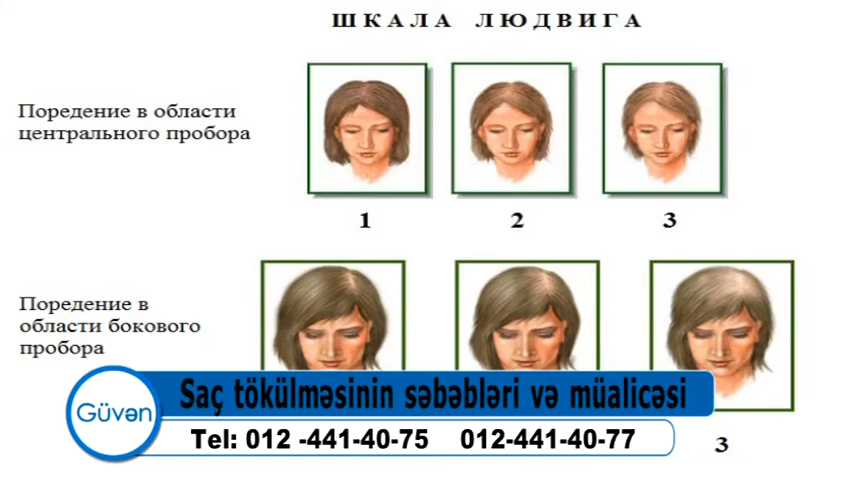 ШКАЛА ЛЮДВИГА
Поредение в области
центрального пробора
1 2 3
Поредение в
области бокового
пробора
Güvən
Saç tökülməsinin səbəbləri və müalicəsi
Tel: 012 -441-40-75 012-441-40-77
3